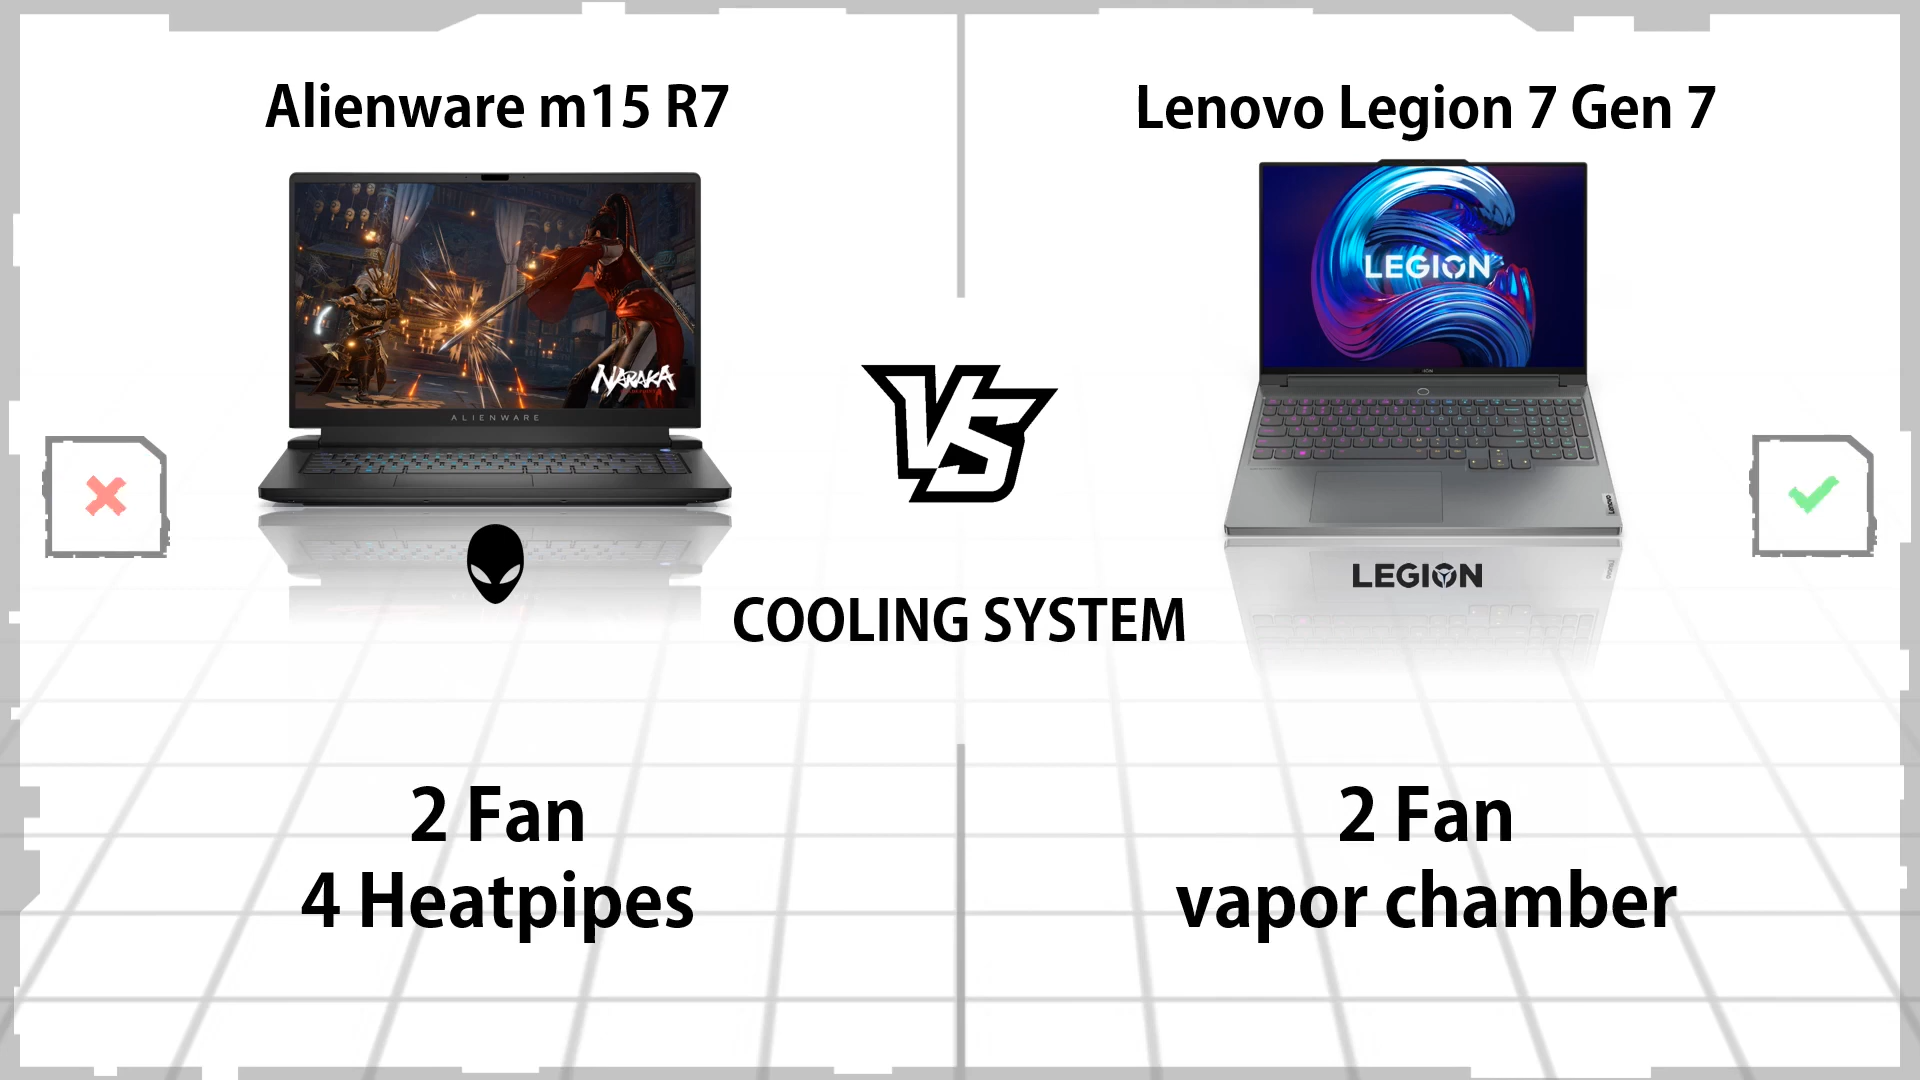 Alienware m15 R7
Lenovo Legion 7 Gen 7
LEGION
NARAKA
ALIENWARE
VS
Lenovo
LEGION
COOLING SYSTEM
2 Fan
4 Heatpipes
2 Fan
vapor chamber